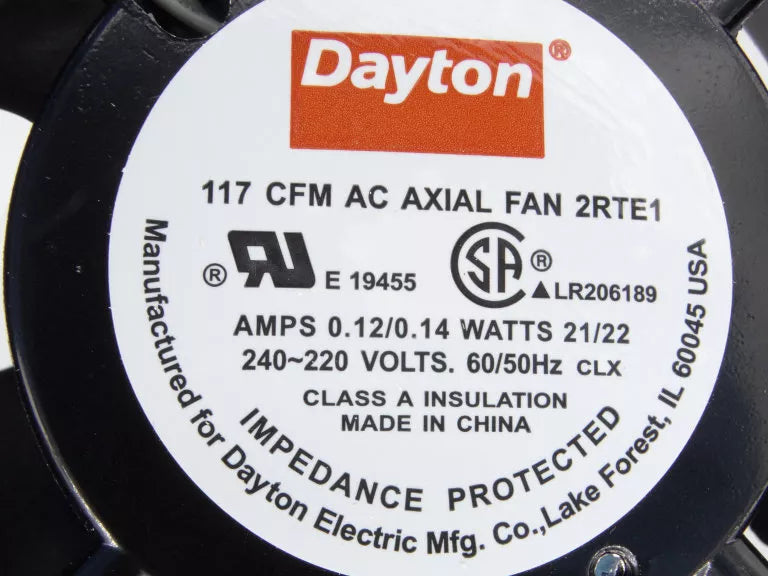 Dayton®
117 CFM AC AXIAL FAN 2RTE1
® RU E 19455
SA ® ▲LR206189
AMPS 0.12/0.14 WATTS 21/22
240~220 VOLTS. 60/50Hz CLX
CLASS A INSULATION
MADE IN CHINA
IMPEDANCE PROTECTED
Manufactured for Dayton Electric Mfg. Co.,Lake Forest, IL 60045 USA